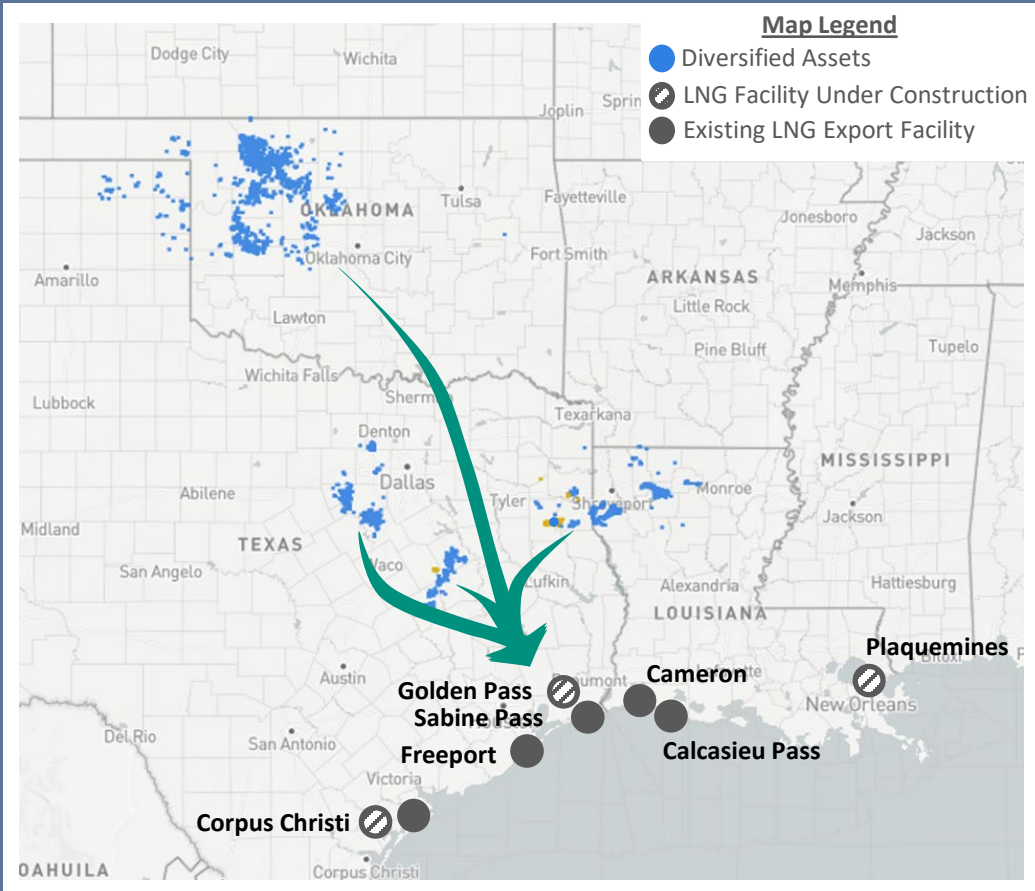 Map Legend
Diversified Assets
LNG Facility Under Construction
Existing LNG Export Facility
Dodge City
Wichita
Joplin
Sprin
OKLAHOMA
Tulsa
Fayetteville
Jonesboro
Jackson
Oklahoma City
Fort Smith
Amarillo
ARKANSAS
Memphis
Little Rock
Lawton
Pine Bluff
Tupelo
Wichita Falls
Sherm
Lubbock
Texarkana
Denton
MISSISSIPPI
Dallas
Abilene
Tyler
Shreveport
Monroe
Jackson
Midland
TEXAS
Waco
San Angelo
Lufkin
Alexandria
Hattiesburg
LOUISIANA
Plaquemines
Biloxi
Cameron
Lafayette
Austin
Beaumont
Golden Pass
New Orleans
Sabine Pass
Del Rio
San Antonio
Freeport
Calcasieu Pass
Victoria
Corpus Christi
OAHUILA
Corpus Christi